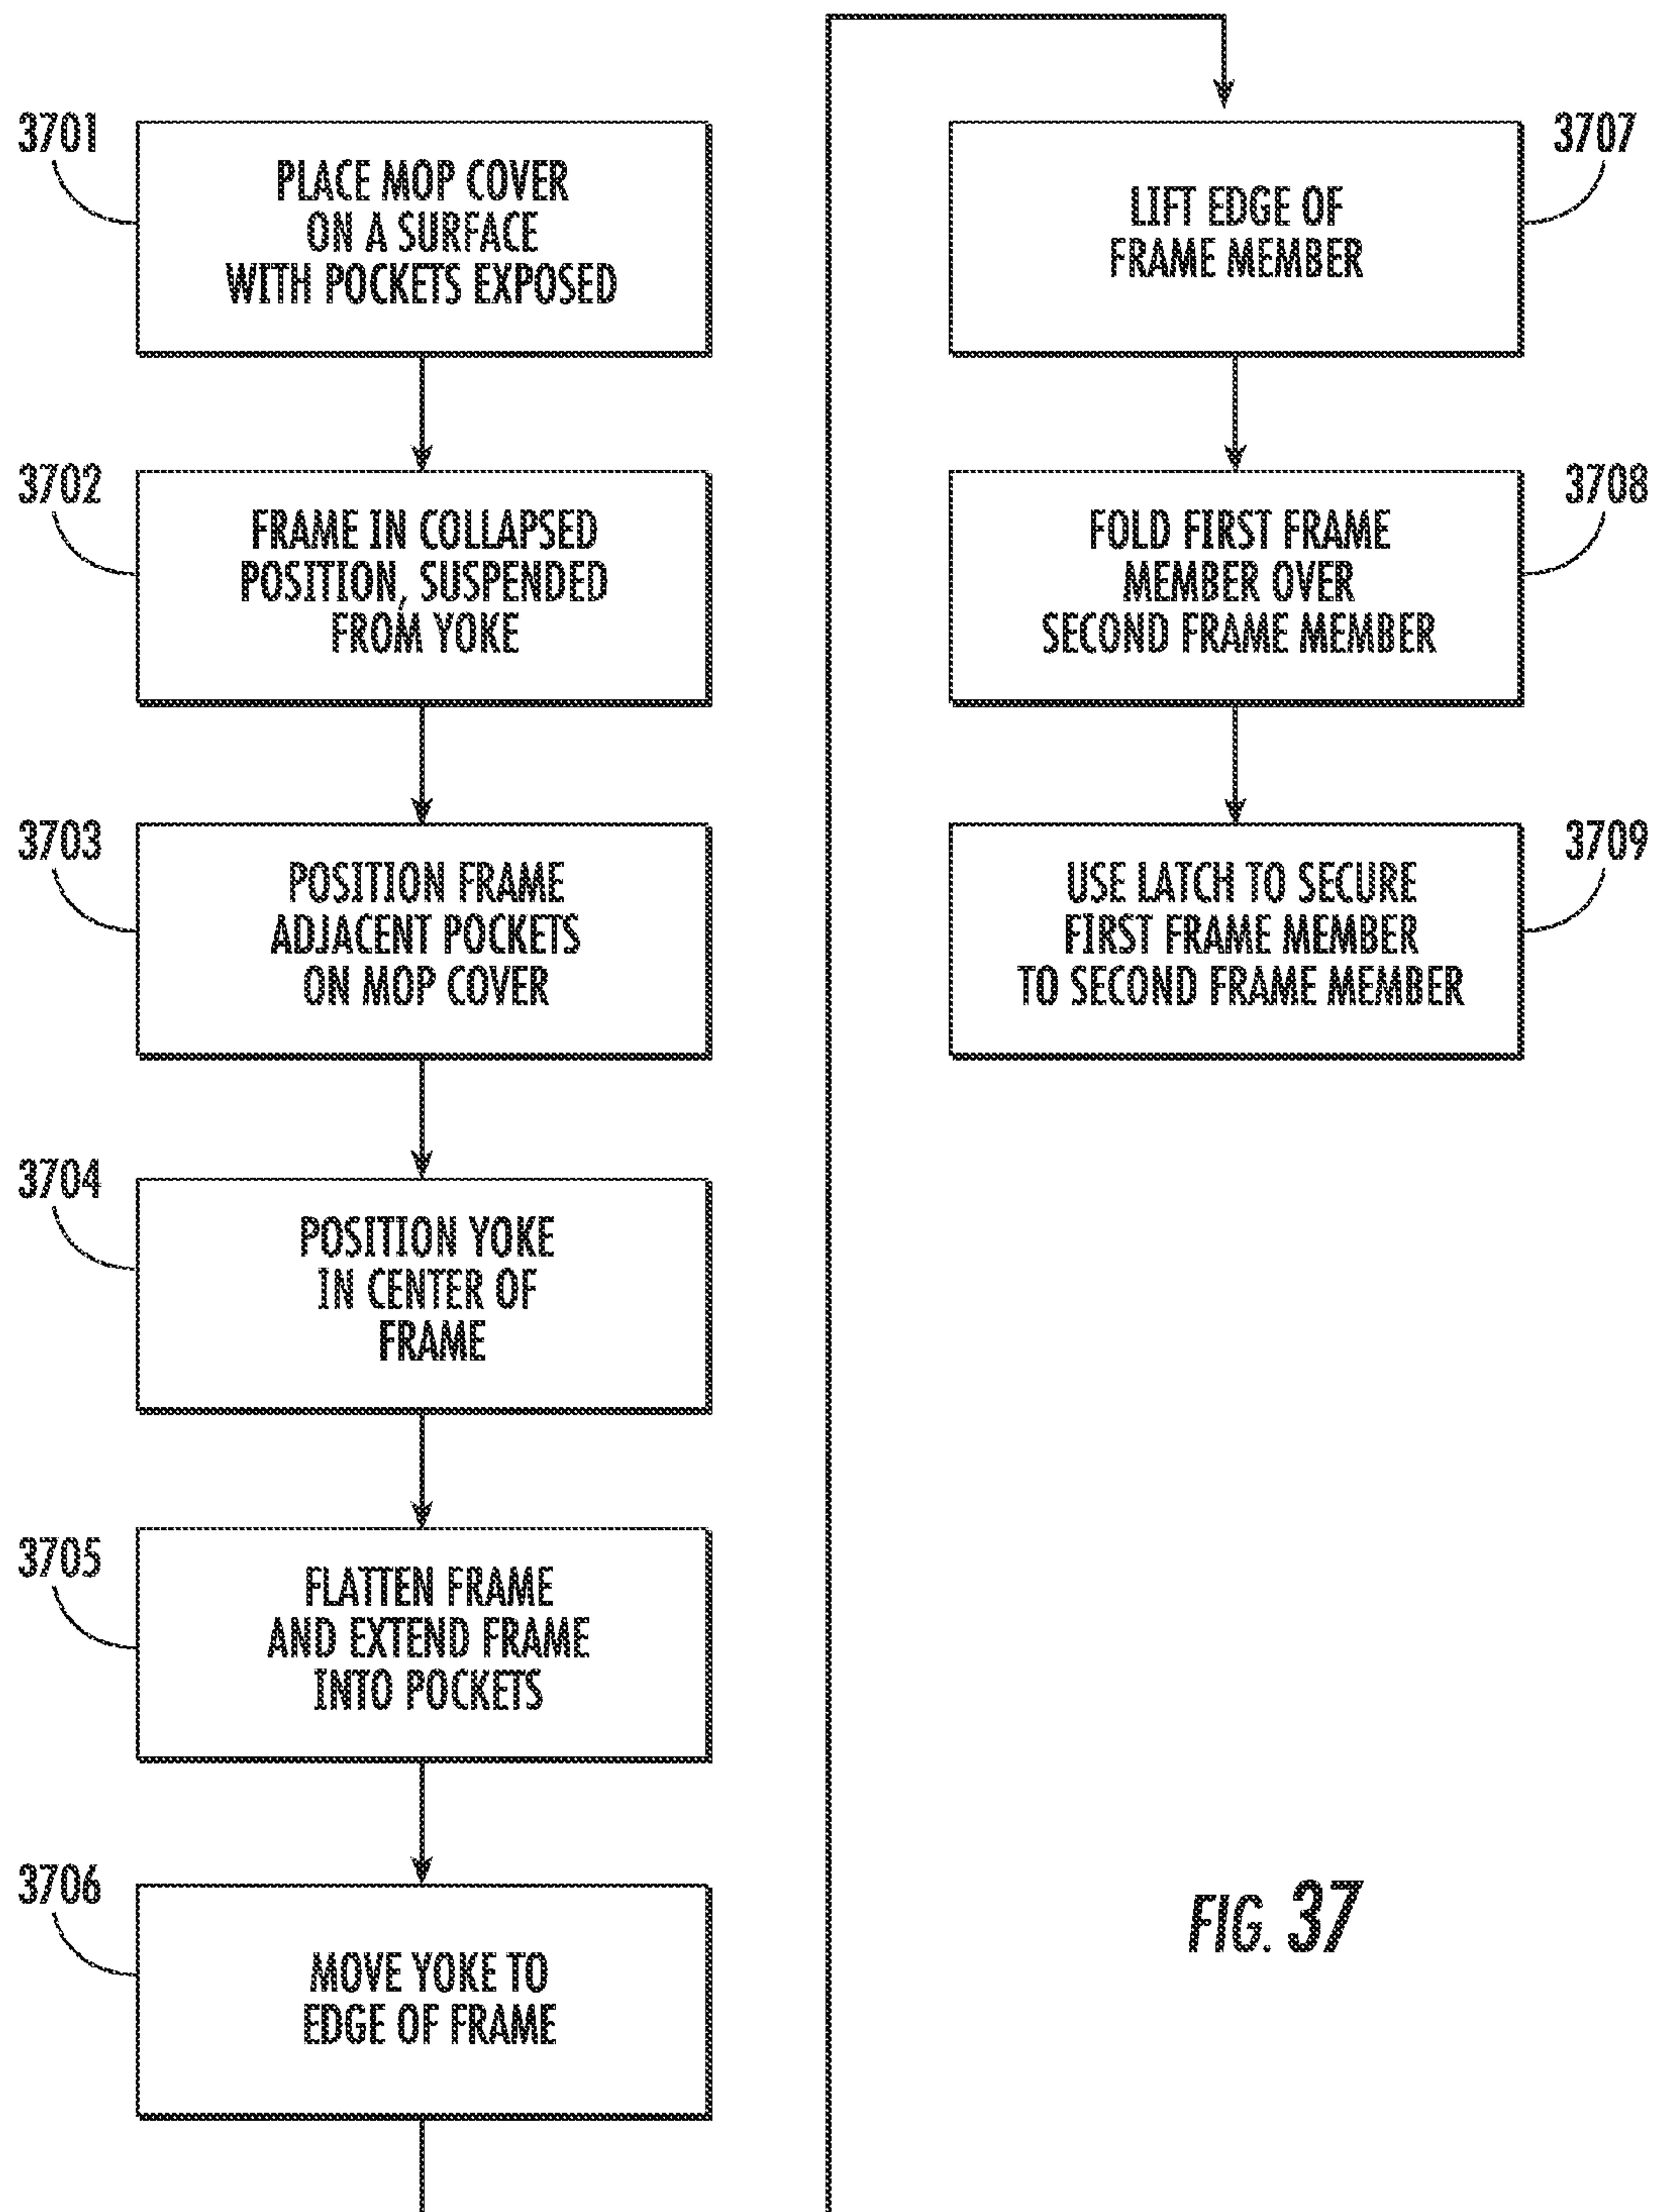 3701
PLACE MOP COVER
ON A SURFACE
WITH POCKETS EXPOSED
3702
FRAME IN COLLAPSED
POSITION, SUSPENDED
FROM YOKE
3703
POSITION FRAME
ADJACENT POCKETS
ON MOP COVER
3704
POSITION YOKE
IN CENTER OF
FRAME
3705
FLATTEN FRAME
AND EXTEND FRAME
INTO POCKETS
3706
MOVE YOKE TO
EDGE OF FRAME
3707
LIFT EDGE OF
FRAME MEMBER
3708
FOLD FIRST FRAME
MEMBER OVER
SECOND FRAME MEMBER
3709
USE LATCH TO SECURE
FIRST FRAME MEMBER
TO SECOND FRAME MEMBER
FIG. 37